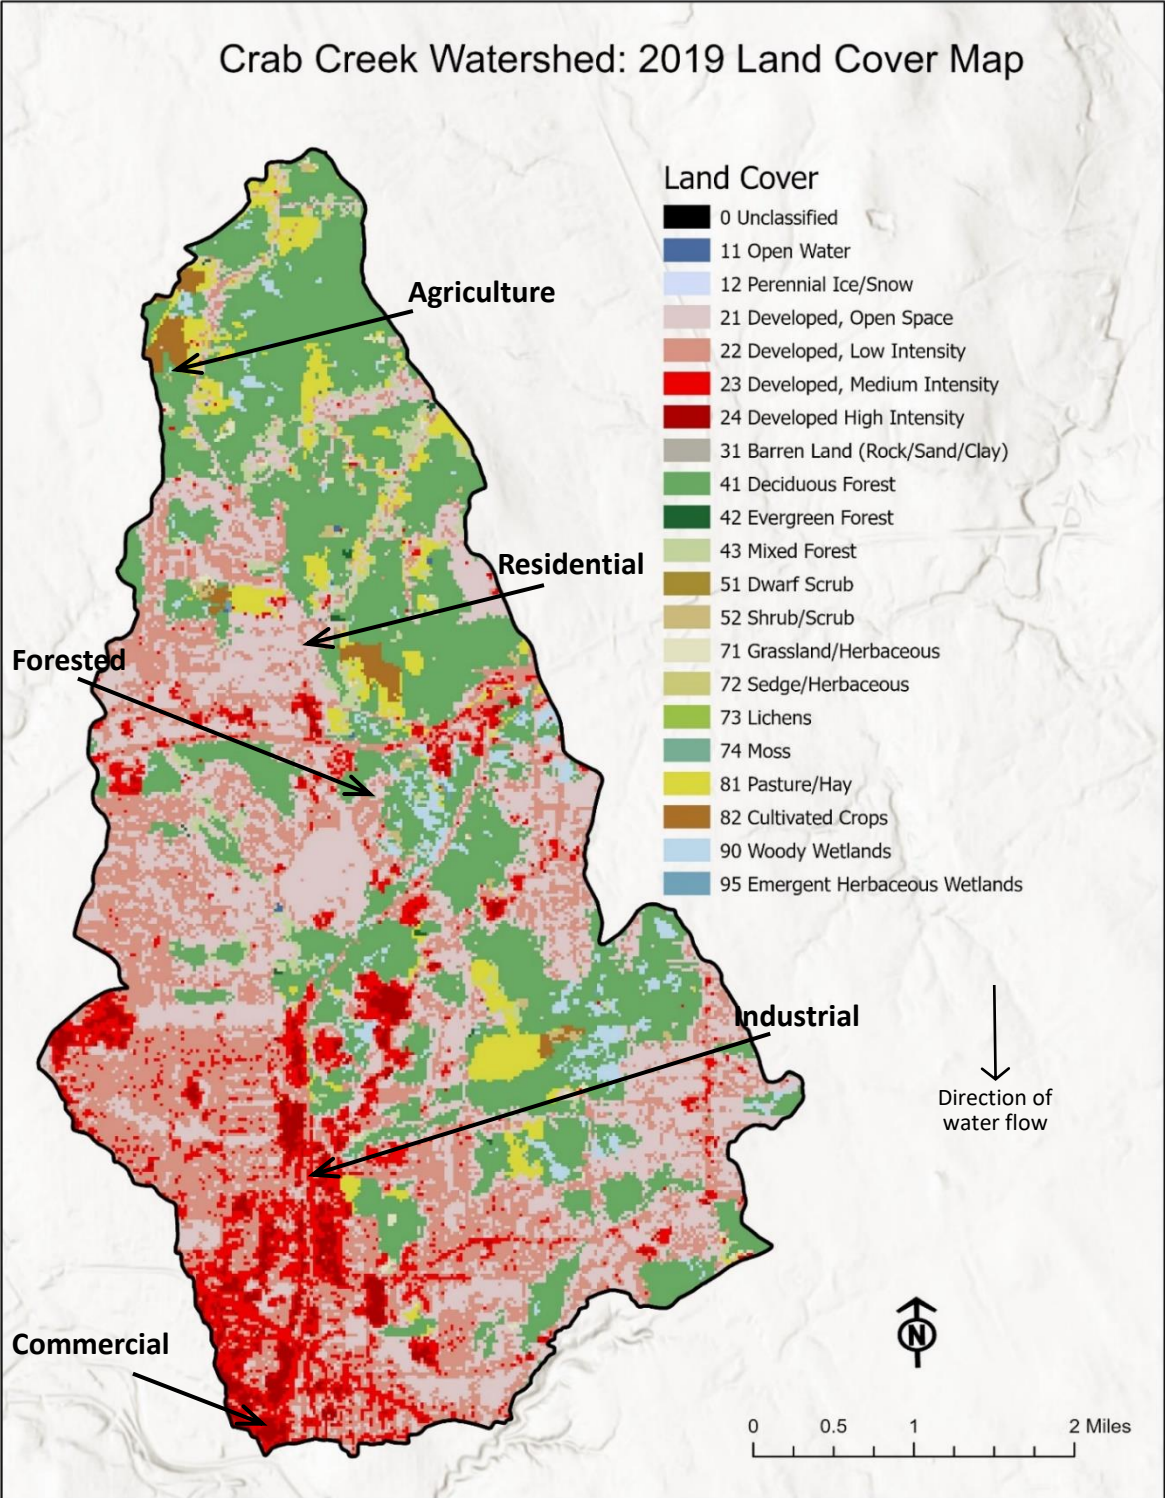 Crab Creek Watershed: 2019 Land Cover Map
Land Cover
0 Unclassified
11 Open Water
12 Perennial Ice/Snow
21 Developed, Open Space
22 Developed, Low Intensity
23 Developed, Medium Intensity
24 Developed High Intensity
31 Barren Land (Rock/Sand/Clay)
41 Deciduous Forest
42 Evergreen Forest
43 Mixed Forest
51 Dwarf Scrub
52 Shrub/Scrub
71 Grassland/Herbaceous
72 Sedge/Herbaceous
73 Lichens
74 Moss
81 Pasture/Hay
82 Cultivated Crops
90 Woody Wetlands
95 Emergent Herbaceous Wetlands
Agriculture
Residential
Forested
Industrial
Direction of
water flow
N
Commercial
0 0.5 1 2 Miles